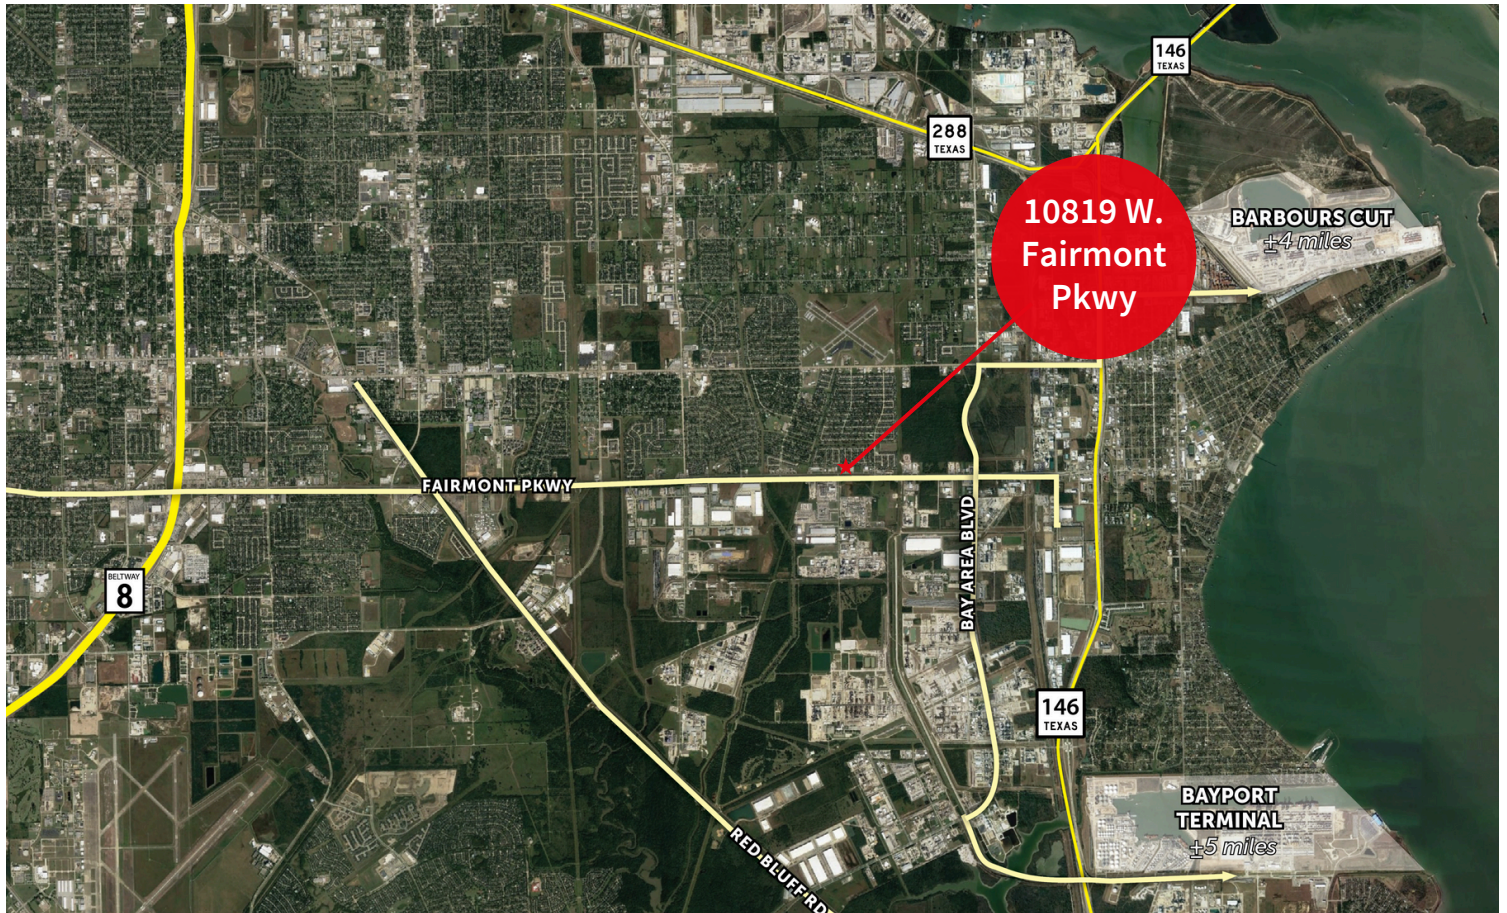 146
TEXAS
288
TEXAS
10819 W.
Fairmont
Pkwy
BARBOURS CUT
±4 miles
FAIRMONT PKWY
BAY AREA BLVD
BELTWAY
8
146
TEXAS
BAYPORT
TERMINAL
±5 miles
RED BLUFF RD